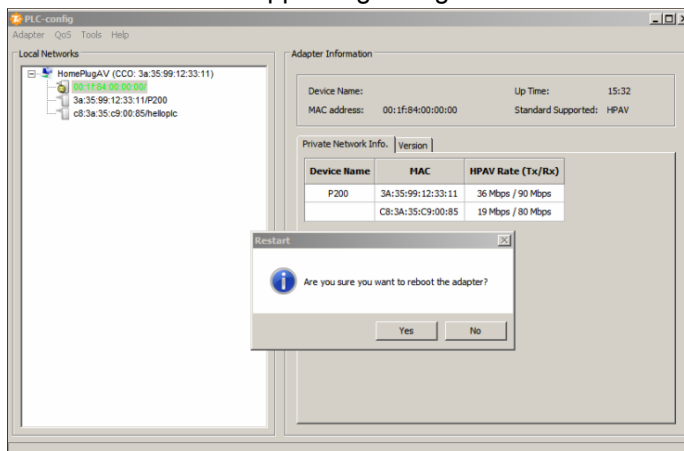 PLC-config
Adapter QoS Tools Help
Local Networks
HomePlugAV (CCO: 3a:35:99:12:33:11)
00:1f:84:00:00:00/
3a:35:99:12:33:11/P200
c8:3a:35:c9:00:85/helloplc
Adapter Information
Device Name: Up Time: 15:32
MAC address: 00:1f:84:00:00:00 Standard Supported: HPAV
Private Network Info. Version
Device Name MAC HPAV Rate (Tx/Rx)
P200 3A:35:99:12:33:11 36 Mbps / 90 Mbps
C8:3A:35:C9:00:85 19 Mbps / 80 Mbps
Restart
Are you sure you want to reboot the adapter?
Yes No